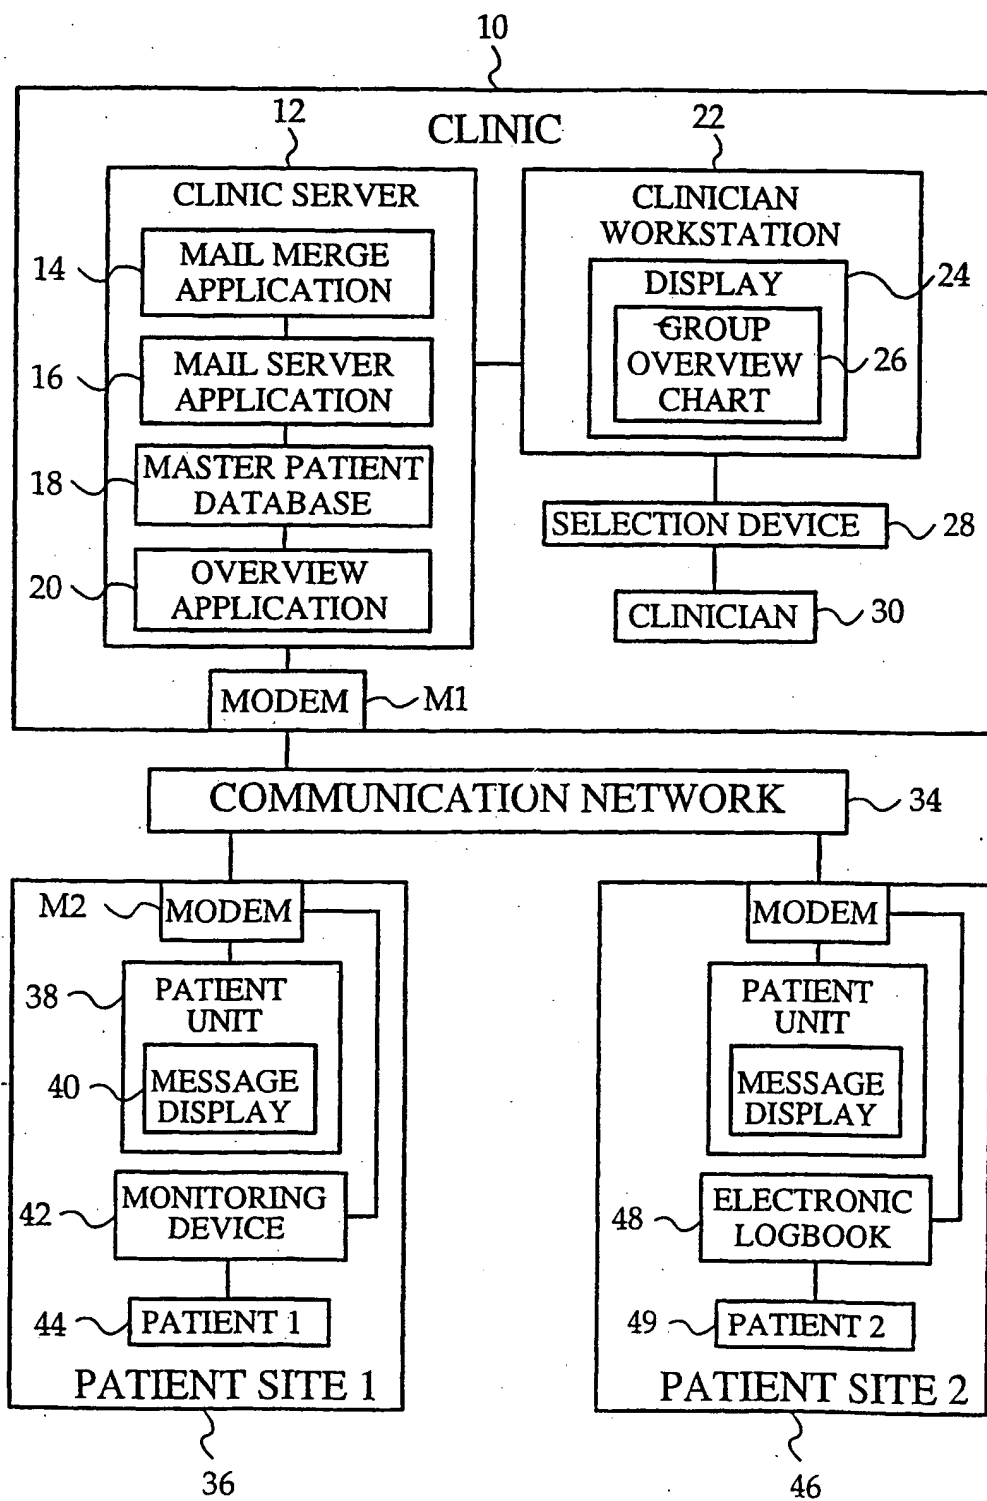 10
12
CLINIC
22
CLINIC SERVER
CLINICIAN
WORKSTATION
14
MAIL MERGE
APPLICATION
DISPLAY
24
16
MAIL SERVER
APPLICATION
GROUP
OVERVIEW
CHART
26
18
MASTER PATIENT
DATABASE
SELECTION DEVICE
28
20
OVERVIEW
APPLICATION
CLINICIAN
30
MODEM
M1
COMMUNICATION NETWORK
34
M2
MODEM
38
PATIENT
UNIT
40
MESSAGE
DISPLAY
42
MONITORING
DEVICE
44
PATIENT 1
PATIENT SITE 1
36
MODEM
PATIENT
UNIT
MESSAGE
DISPLAY
48
ELECTRONIC
LOGBOOK
49
PATIENT 2
PATIENT SITE 2
46